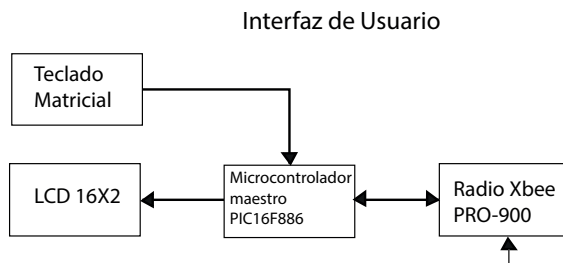 Interfaz de Usuario
Teclado
Matricial
LCD 16X2
Microcontrolador
maestro
PIC16F886
Radio Xbee
PRO-900